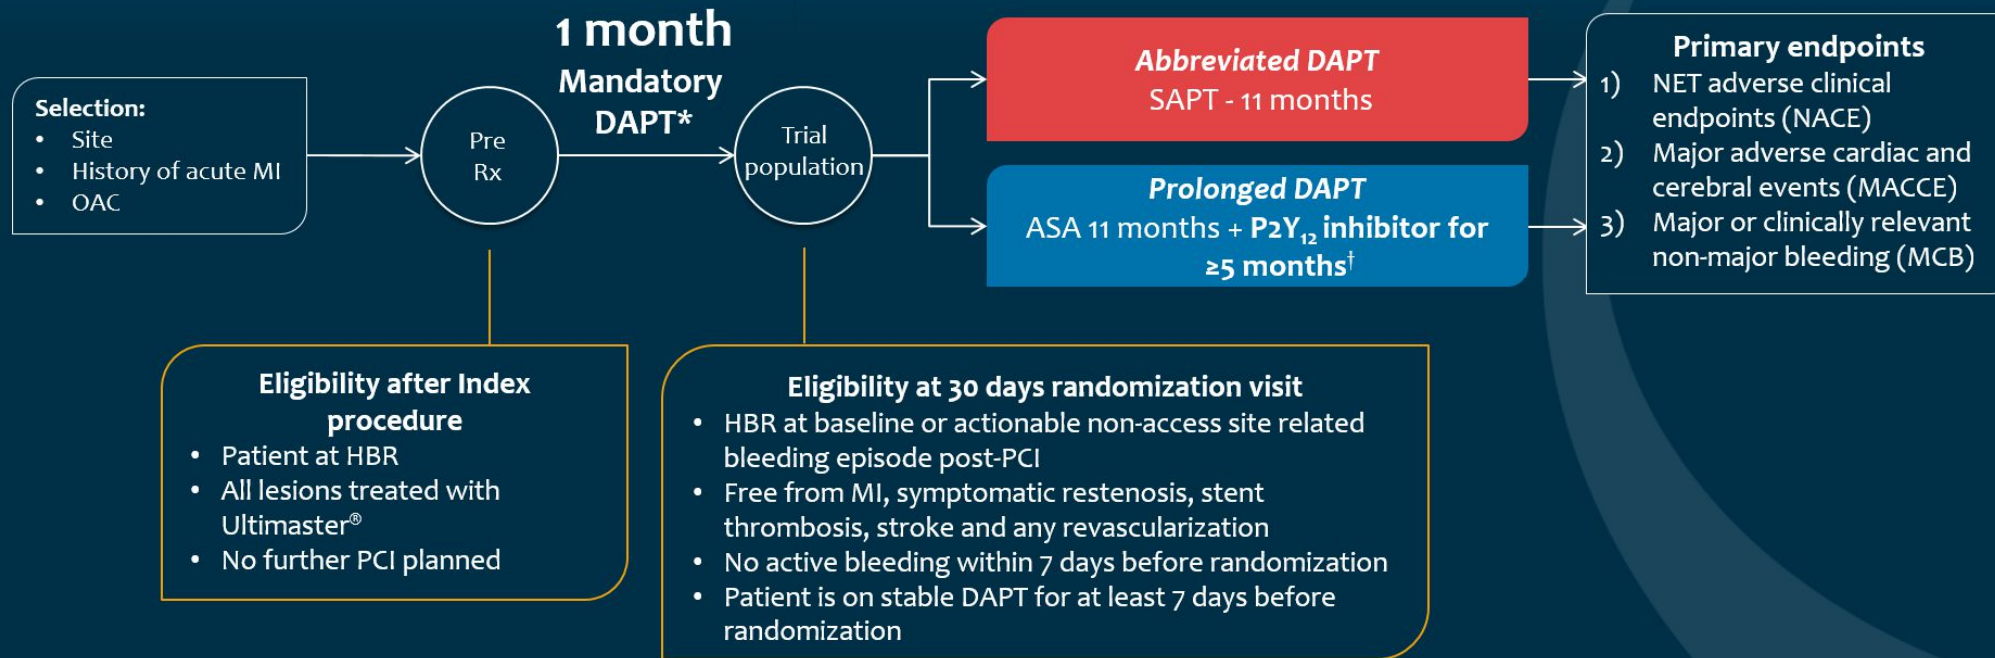 Selection:
• Site
• History of acute MI
• OAC
Pre
Rx
1 month
Mandatory
DAPT*
Trial
population
Abbreviated DAPT
SAPT - 11 months
Prolonged DAPT
ASA 11 months + P2Y₁₂ inhibitor for
≥5 months†
Primary endpoints
1) NET adverse clinical
endpoints (NACE)
2) Major adverse cardiac and
cerebral events (MACCE)
3) Major or clinically relevant
non-major bleeding (MCB)
Eligibility after Index
procedure
• Patient at HBR
• All lesions treated with
Ultimaster®
• No further PCI planned
Eligibility at 30 days randomization visit
• HBR at baseline or actionable non-access site related
bleeding episode post-PCI
• Free from MI, symptomatic restenosis, stent
thrombosis, stroke and any revascularization
• No active bleeding within 7 days before randomization
• Patient is on stable DAPT for at least 7 days before
randomization